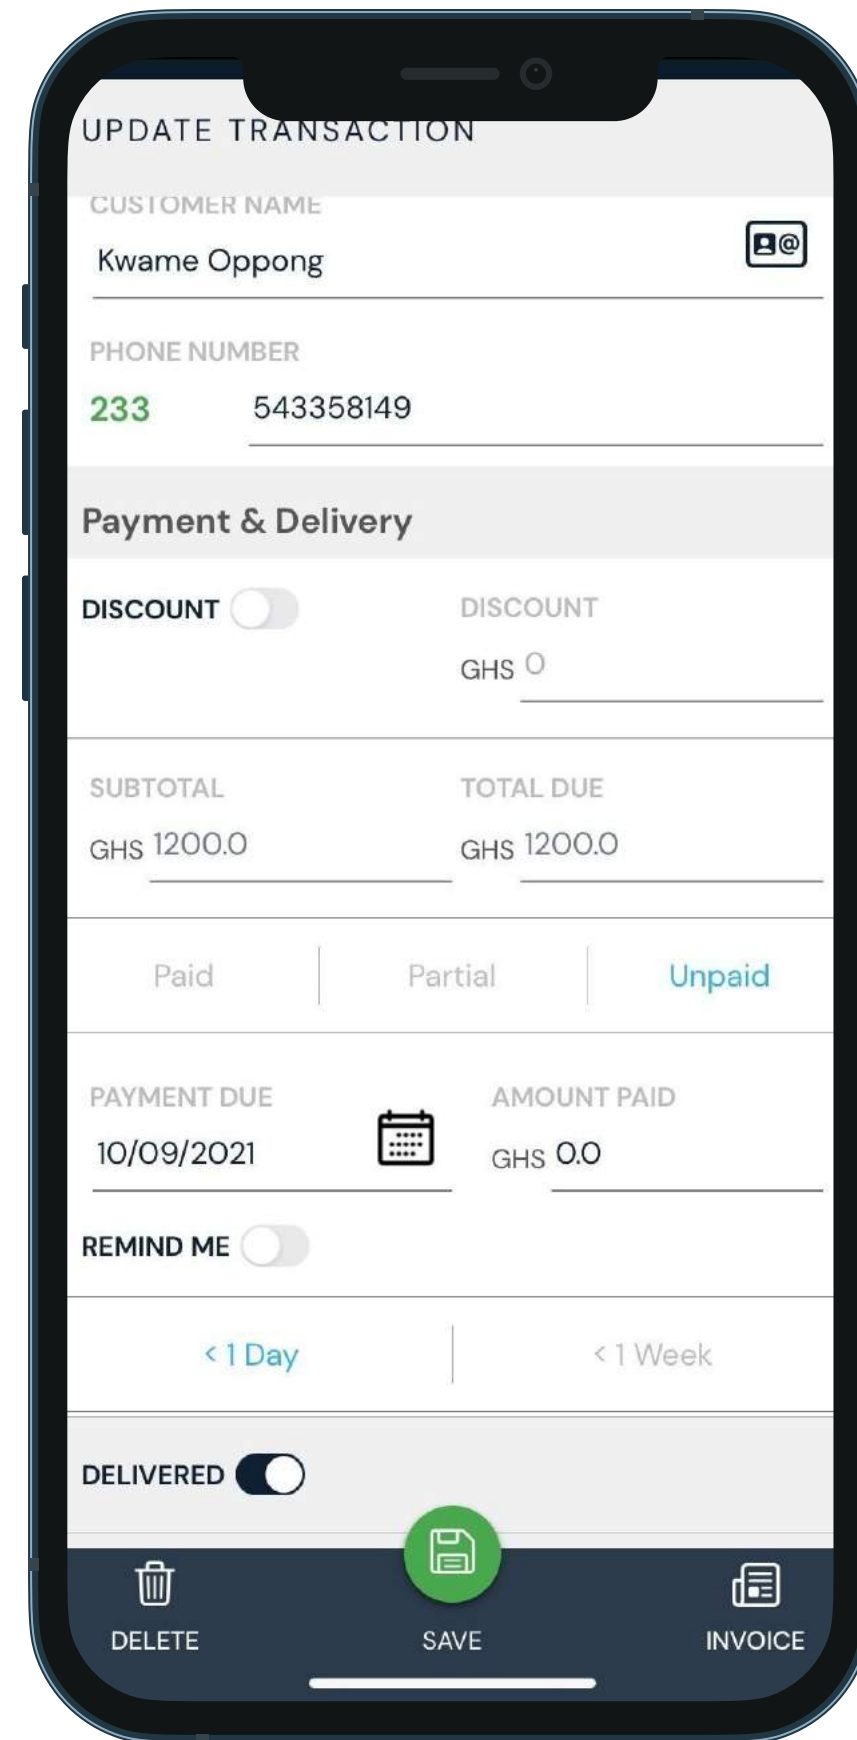 UPDATE TRANSACTION
CUSTOMER NAME
Kwame Oppong
@
PHONE NUMBER
233 543358149
Payment & Delivery
DISCOUNT DISCOUNT
GHS 0
SUBTOTAL TOTAL DUE
GHS 1200.0 GHS 1200.0
Paid Partial Unpaid
PAYMENT DUE AMOUNT PAID
10/09/2021 GHS 0.0
REMIND ME
< 1 Day < 1 Week
DELIVERED
DELETE SAVE INVOICE